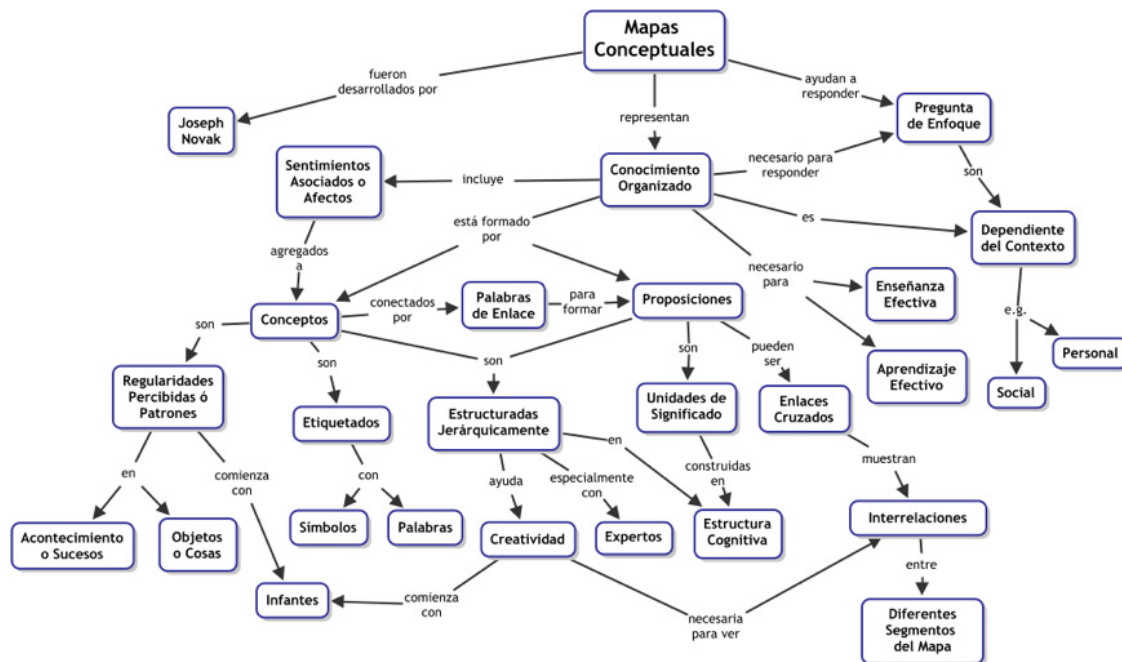 Mapas
Conceptuales
fueron
desarrollados por
ayudan a
responder
Joseph
Novak
representan
Pregunta
de Enfoque
Sentimientos
Asociados o
Afectos
incluye
Conocimiento
Organizado
necesario para
responder
son
está formado
por
es
Dependiente
del Contexto
agregados
a
necesario
para
Enseñanza
Efectiva
Conceptos
conectados
por
Palabras
de Enlace
para
formar
Proposiciones
e.g.
son
son
son
son
pueden
ser
Personal
Regularidades
Percibidas ó
Patrones
Aprendizaje
Efectivo
Social
Etiquetados
Estructuradas
Jerárquicamente
Unidades de
Significado
Enlaces
Cruzados
en
comienza
con
con
ayuda
especialmente
con
en
construidas
en
muestran
Acontecimiento
o Sucesos
Objetos
o Cosas
Símbolos
Palabras
Creatividad
Expertos
Estructura
Cognitiva
Interrelaciones
Infantes
comienza
con
necesaria
para ver
entre
Diferentes
Segmentos
del Mapa